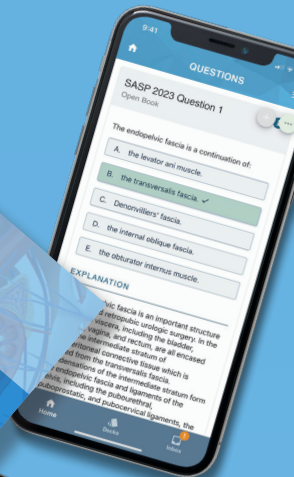 9:41
QUESTIONS
SASP 2023 Question 1
Open Book
The endopelvic fascia is a continuation of:
A. the levator ani muscle.
B. the transversalis fascia. ✓
C. Denonvilliers' fascia.
D. the internal oblique fascia.
E. the obturator internus muscle.
EXPLANATION
fascia is an important structure
retropubic urologic surgery. In the
viscera, including the bladder,
vagina, and rectum, are all encased
intermediate stratum of
connective tissue which is
from the transversalis fascia.
of the intermediate stratum form
endopelvic fascia and ligaments of the
including the pubourethral,
puboprostatic, and pubocervical ligaments, the
Home
Decks
Inbox